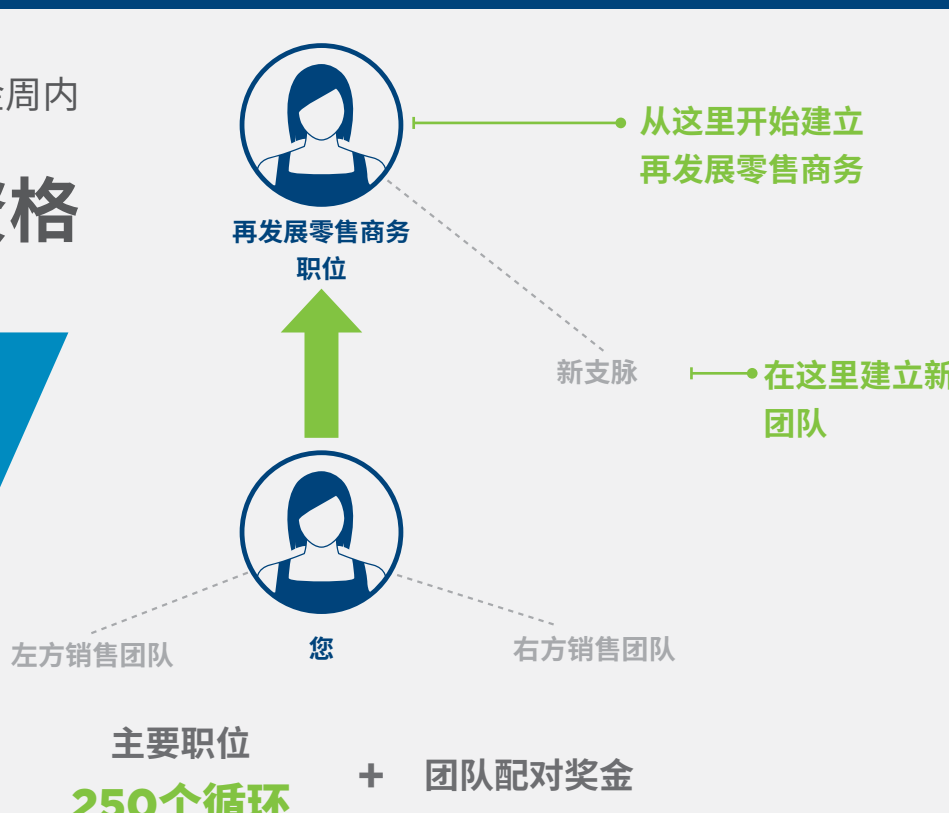 周内
格
从这里开始建立
再发展零售商务
再发展零售商务
职位
新支脉
在这里建立新
团队
左方销售团队
您
右方销售团队
主要职位
+
团队配对奖金
250个循环